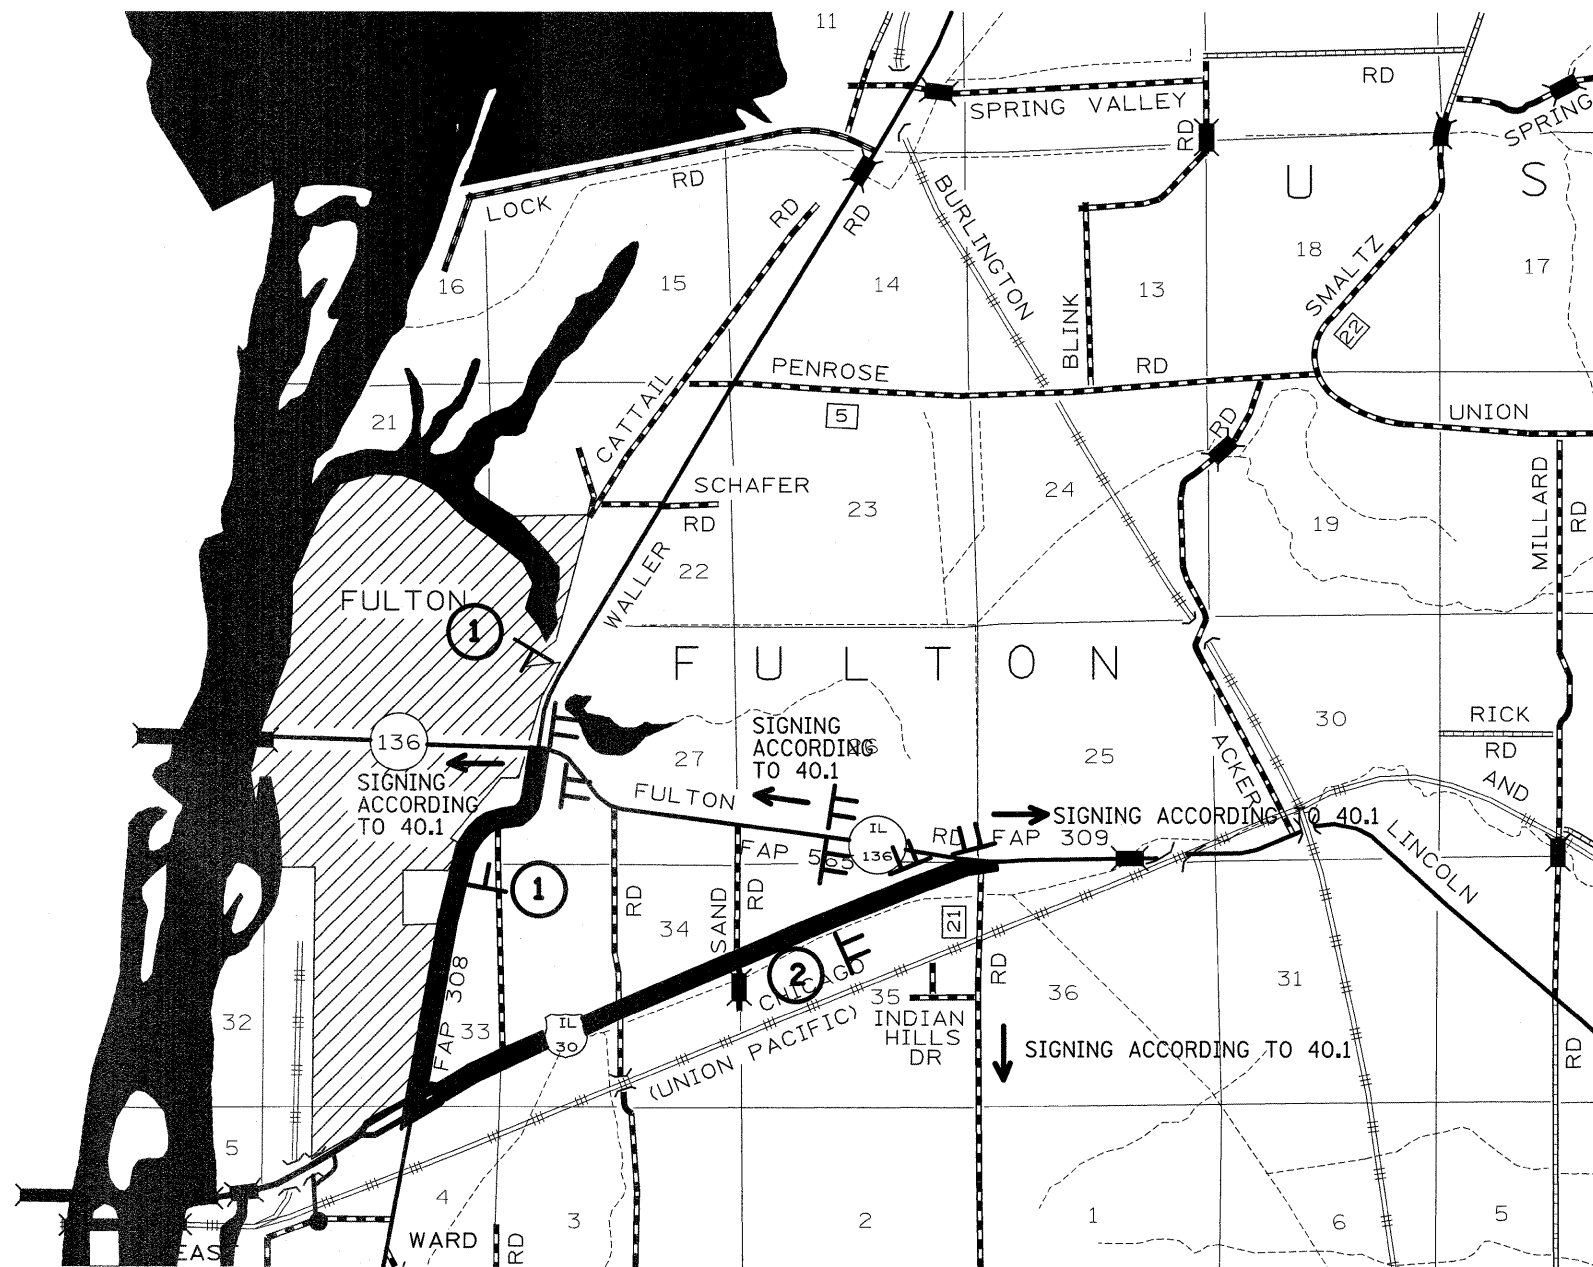 11
RD
SPRING VALLEY
RD
SPRING
U S
LOCK
RD
RD
RD
BURLINGTON
16
15
14
13
18
17
SMALTZ
22
BLINK
PENROSE
RD
5
UNION
21
CATTAIL
RD
SCHAFER
RD
23
24
19
MILLARD
RD
22
WALLER
FULTON
1
FULTON
136
SIGNING
ACCORDING
TO 40.1
SIGNING
ACCORDING
TO 40.1
26
27
25
30
RICK
RD
AND
ACKER
FULTON
RD
SIGNING ACCORDING TO 40.1
FAP 565
IL
136
FAP 309
LINCOLN
1
RD
SAND
RD
34
21
RD
2
CHICAGO
(UNION PACIFIC)
35
36
31
INDIAN
HILLS
DR
FAP 308
33
32
IL
30
SIGNING ACCORDING TO 40.1
RD
5
4
3
2
1
6
5
WARD
RD
EAST